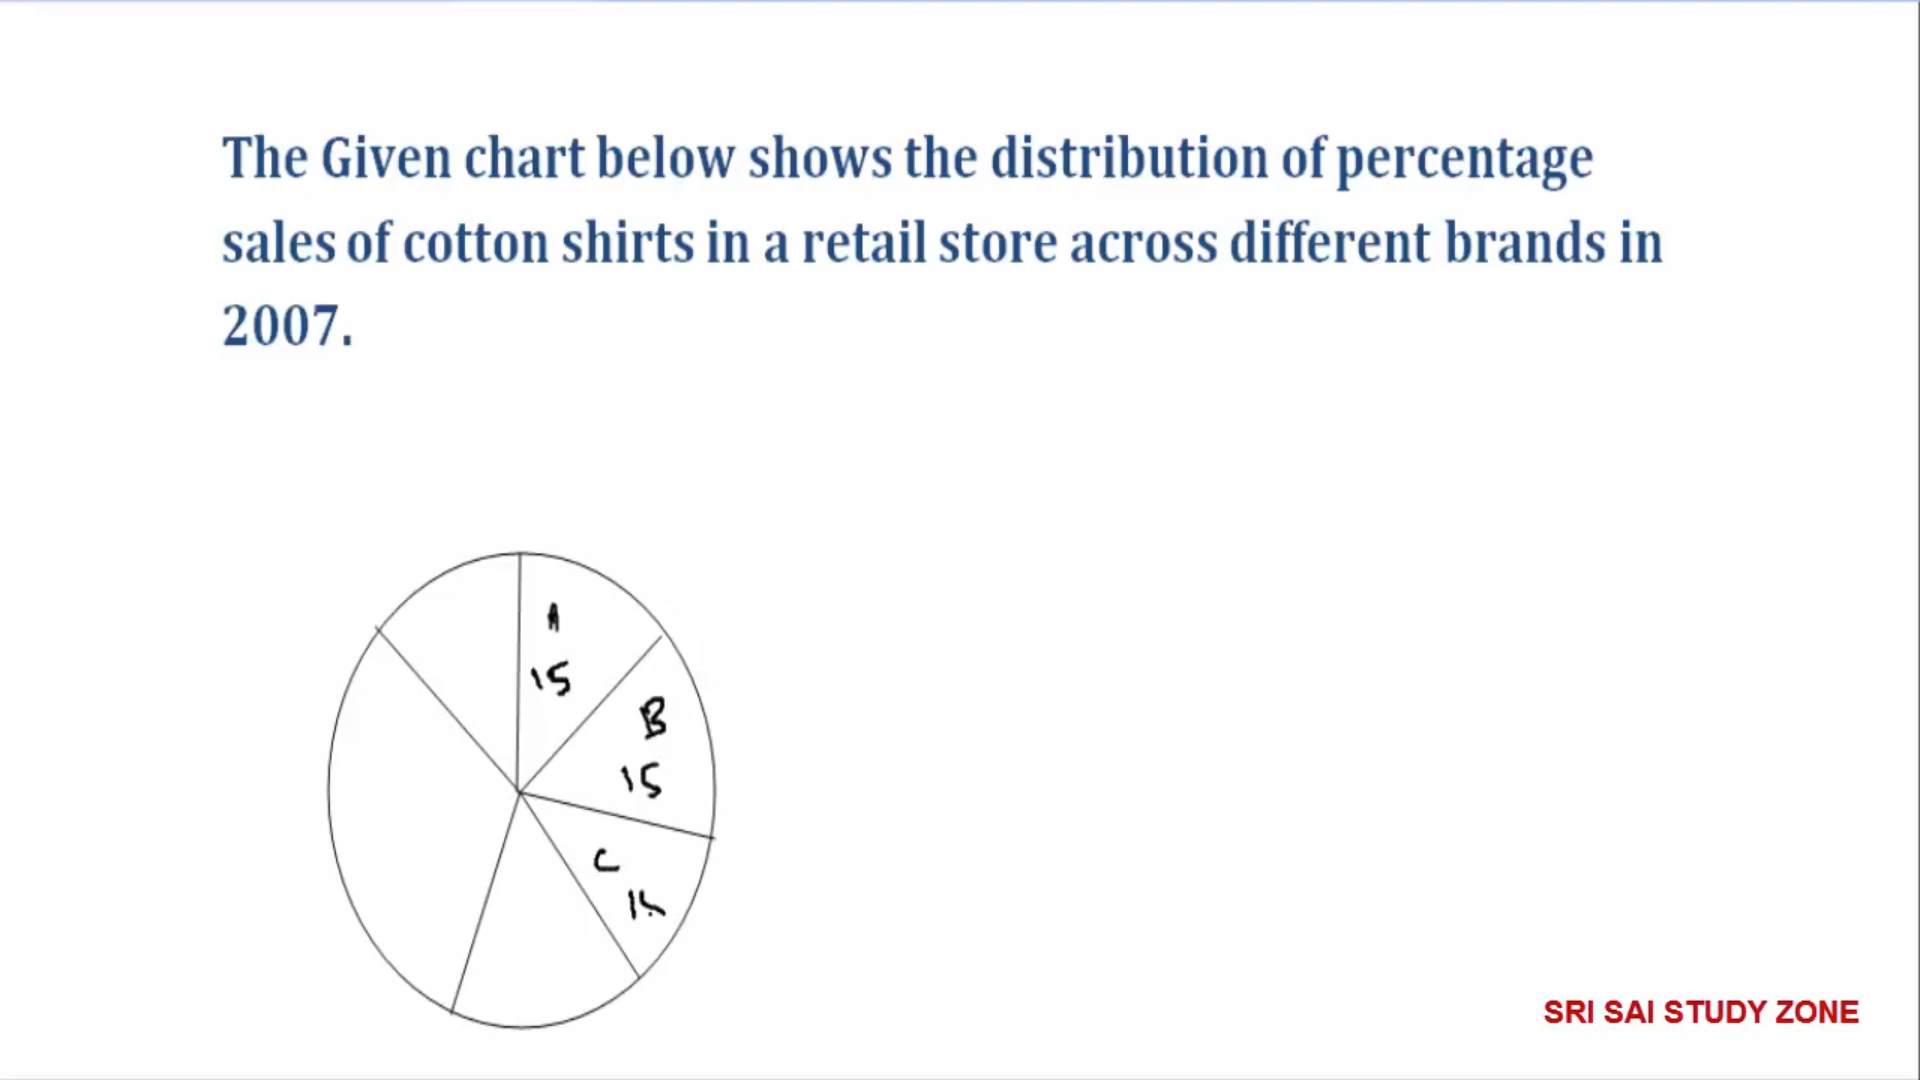 The Given chart below shows the distribution of percentage
sales of cotton shirts in a retail store across different brands in
2007.
A
15
B
15
C
SRI SAI STUDY ZONE